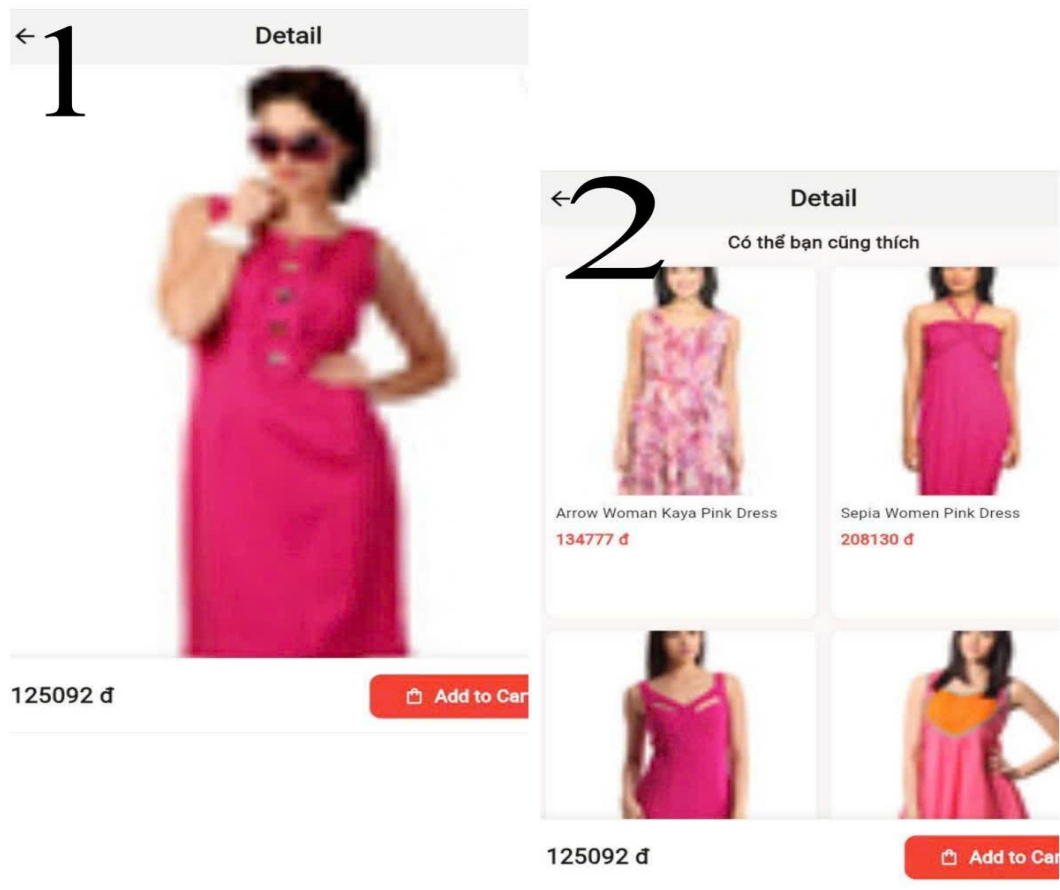 1
Detail
125092 đ
Add to Car
2
Detail
Có thể bạn cũng thích
Arrow Woman Kaya Pink Dress
134777 đ
Sepia Women Pink Dress
208130 đ
125092 đ
Add to Car